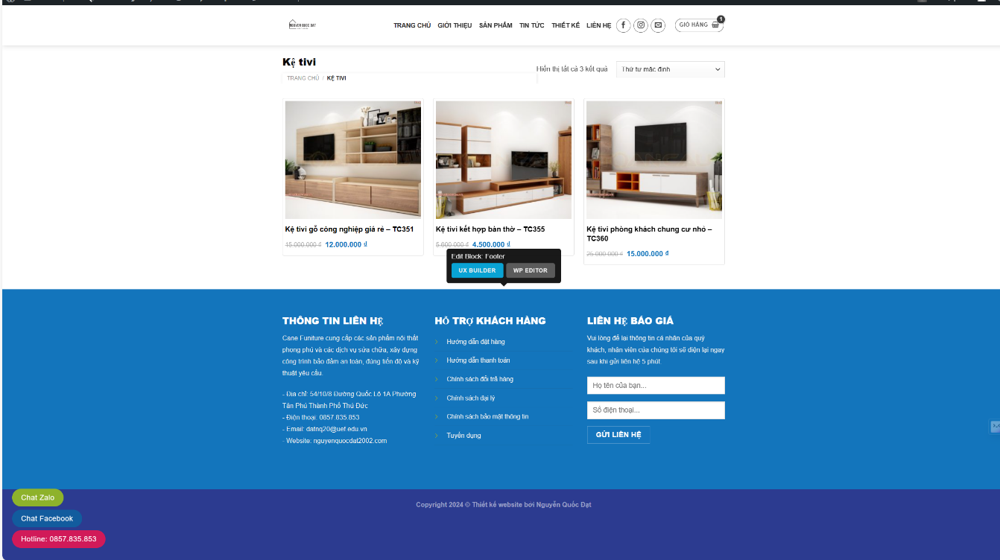 NGUYEN QUOC DAT
TRANG CHỦ GIỚI THIỆU SẢN PHẨM TIN TỨC THIẾT KẾ LIÊN HỆ GIỎ HÀNG 1
Kệ tivi
TRANG CHỦ / KỆ TIVI
Hiển thị tất cả 3 kết quả
Thứ tự mặc định
Kệ tivi gỗ công nghiệp giá rẻ – TC351
15.000.000 ₫ 12.000.000 ₫
Kệ tivi kết hợp bàn thờ – TC355
5.600.000 ₫ 4.500.000 ₫
Kệ tivi phòng khách chung cư nhỏ –
TC360
25.000.000 ₫ 15.000.000 ₫
Edit Block: Footer
UX BUILDER WP EDITOR
THÔNG TIN LIÊN HỆ
Cane Funiture cung cấp các sản phẩm nội thất
phong phú và các dịch vụ sửa chữa, xây dựng
công trình bảo đảm an toàn, đúng tiến độ và kỹ
thuật yêu cầu.
- Địa chỉ: 54/10/8 Đường Quốc Lộ 1A Phường
Tân Phú Thành Phố Thủ Đức
- Điện thoại: 0857.835.853
- Email: datnq20@uef.edu.vn
- Website: nguyenquocdat2002.com
HỖ TRỢ KHÁCH HÀNG
Hướng dẫn đặt hàng
Hướng dẫn thanh toán
Chính sách đổi trả hàng
Chính sách đại lý
Chính sách bảo mật thông tin
Tuyển dụng
LIÊN HỆ BÁO GIÁ
Vui lòng để lại thông tin cá nhân của quý
khách, nhân viên của chúng tôi sẽ điện lại ngay
sau khi gửi liên hệ 5 phút.
Họ tên của bạn...
Số điện thoại...
GỬI LIÊN HỆ
Chat Zalo
Chat Facebook
Hotline: 0857.835.853
Copyright 2024 © Thiết kế website bởi Nguyễn Quốc Đạt